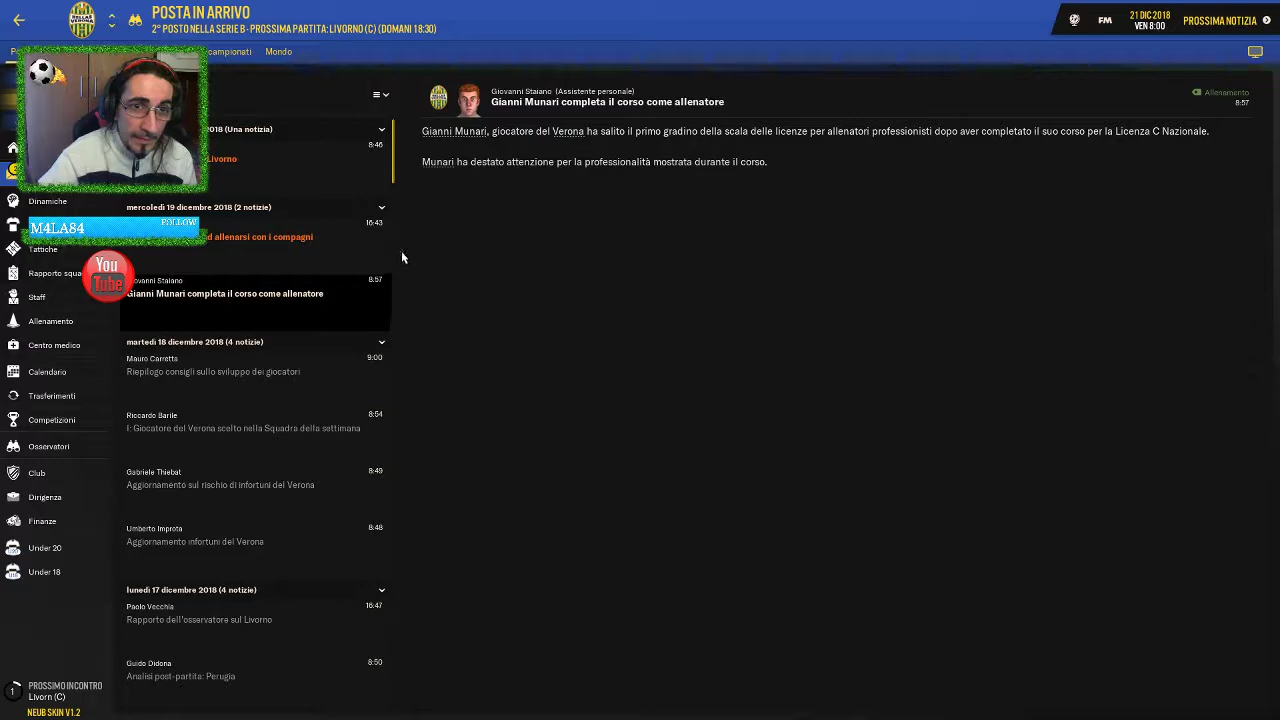 POSTA IN ARRIVO
2° POSTO NELLA SERIE B - PROSSIMA PARTITA: LIVORNO (C) (DOMANI 18:30)
FM
21 DIC 2018
VEN 8:00
PROSSIMA NOTIZIA
campionati
Mondo
2018 (Una notizia)
8:46
Livorno
Dinamiche
mercoledì 19 dicembre 2018 (2 notizie)
16:43
M4LA84
FOLLOW
d allenarsi con i compagni
Tattiche
Rapporto squa
You
Tube
ovanni Staiano
8:57
Gianni Munari completa il corso come allenatore
Staff
Allenamento
Centro medico
Calendario
Trasferimenti
Competizioni
Osservatori
Club
Dirigenza
Finanze
Under 20
Under 18
martedì 18 dicembre 2018 (4 notizie)
Mauro Carretta
9:00
Riepilogo consigli sullo sviluppo dei giocatori
Riccardo Barile
8:54
I: Giocatore del Verona scelto nella Squadra della settimana
Gabriele Thiebat
8:49
Aggiornamento sul rischio di infortuni del Verona
Umberto Improta
8:48
Aggiornamento infortuni del Verona
lunedì 17 dicembre 2018 (4 notizie)
Paolo Vecchia
16:47
Rapporto dell'osservatore sul Livorno
Guido Didona
8:50
Analisi post-partita: Perugia
Giovanni Staiano (Assistente personale)
Gianni Munari completa il corso come allenatore
Allenamento
8:57
Gianni Munari, giocatore del Verona ha salito il primo gradino della scala delle licenze per allenatori professionisti dopo aver completato il suo corso per la Licenza C Nazionale.
Munari ha destato attenzione per la professionalità mostrata durante il corso.
1
PROSSIMO INCONTRO
Livorn (C)
NEUB SKIN V1.2